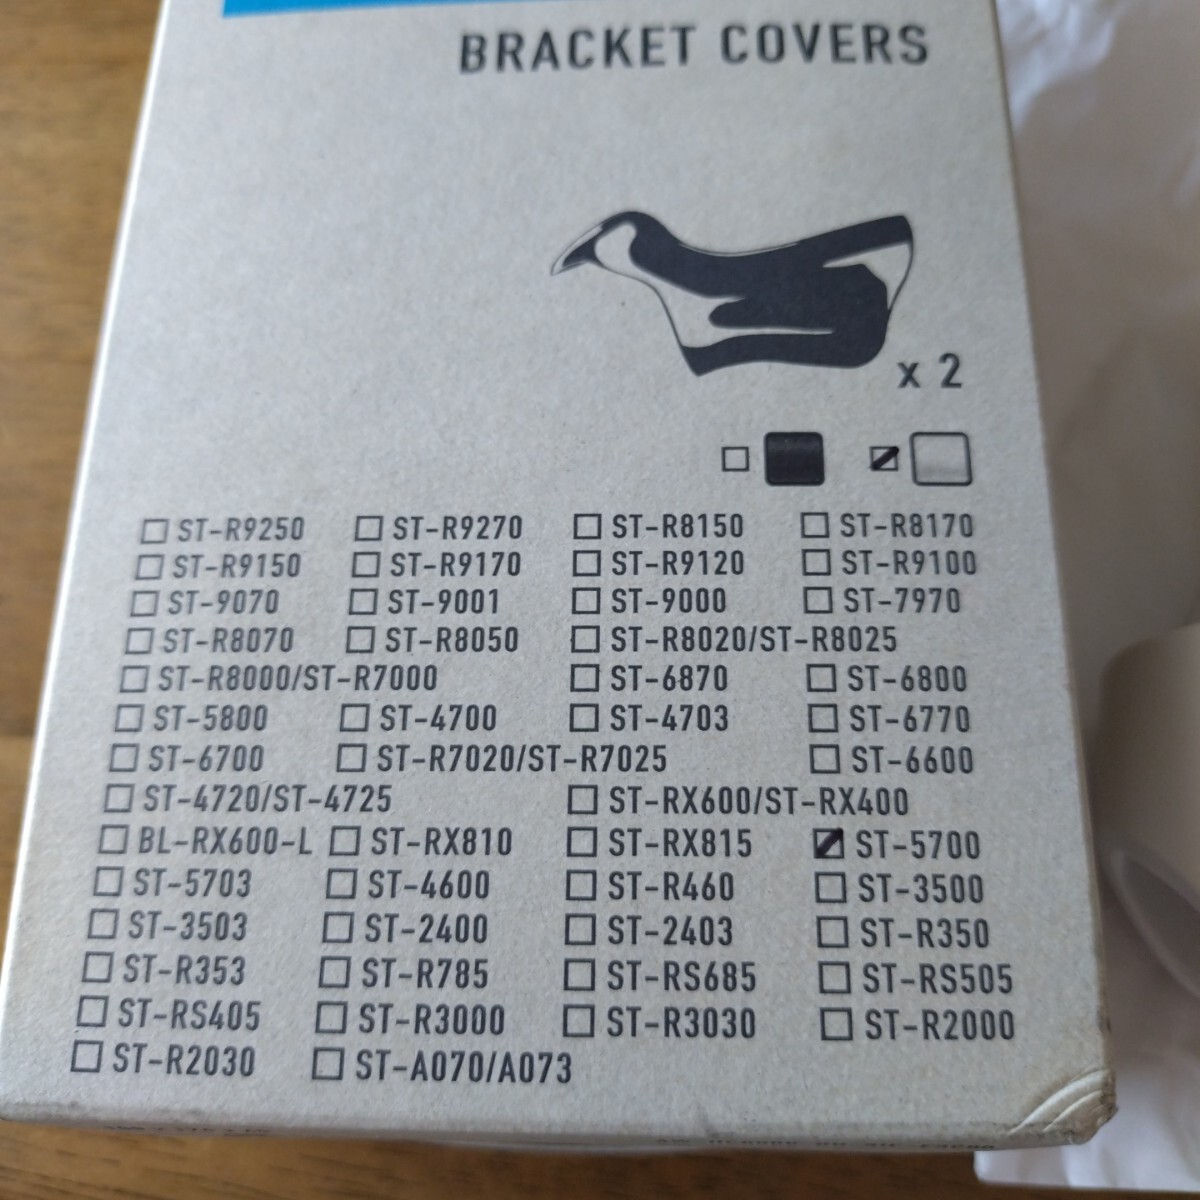 BRACKET COVERS
x 2
ST-R9250 ST-R9270 ST-R8150 ST-R8170
ST-R9150 ST-R9170 ST-R9120 ST-R9100
ST-9070 ST-9001 ST-9000 ST-7970
ST-R8070 ST-R8050 ST-R8020/ST-R8025
ST-R8000/ST-R7000 ST-6870 ST-6800
ST-5800 ST-4700 ST-4703 ST-6770
ST-6700 ST-R7020/ST-R7025 ST-6600
ST-4720/ST-4725 ST-RX600/ST-RX400
BL-RX600-L ST-RX810 ST-RX815 ST-5700
ST-5703 ST-4600 ST-R460 ST-3500
ST-3503 ST-2400 ST-2403 ST-R350
ST-R353 ST-R785 ST-RS685 ST-RS505
ST-RS405 ST-R3000 ST-R3030 ST-R2000
ST-R2030 ST-A070/A073